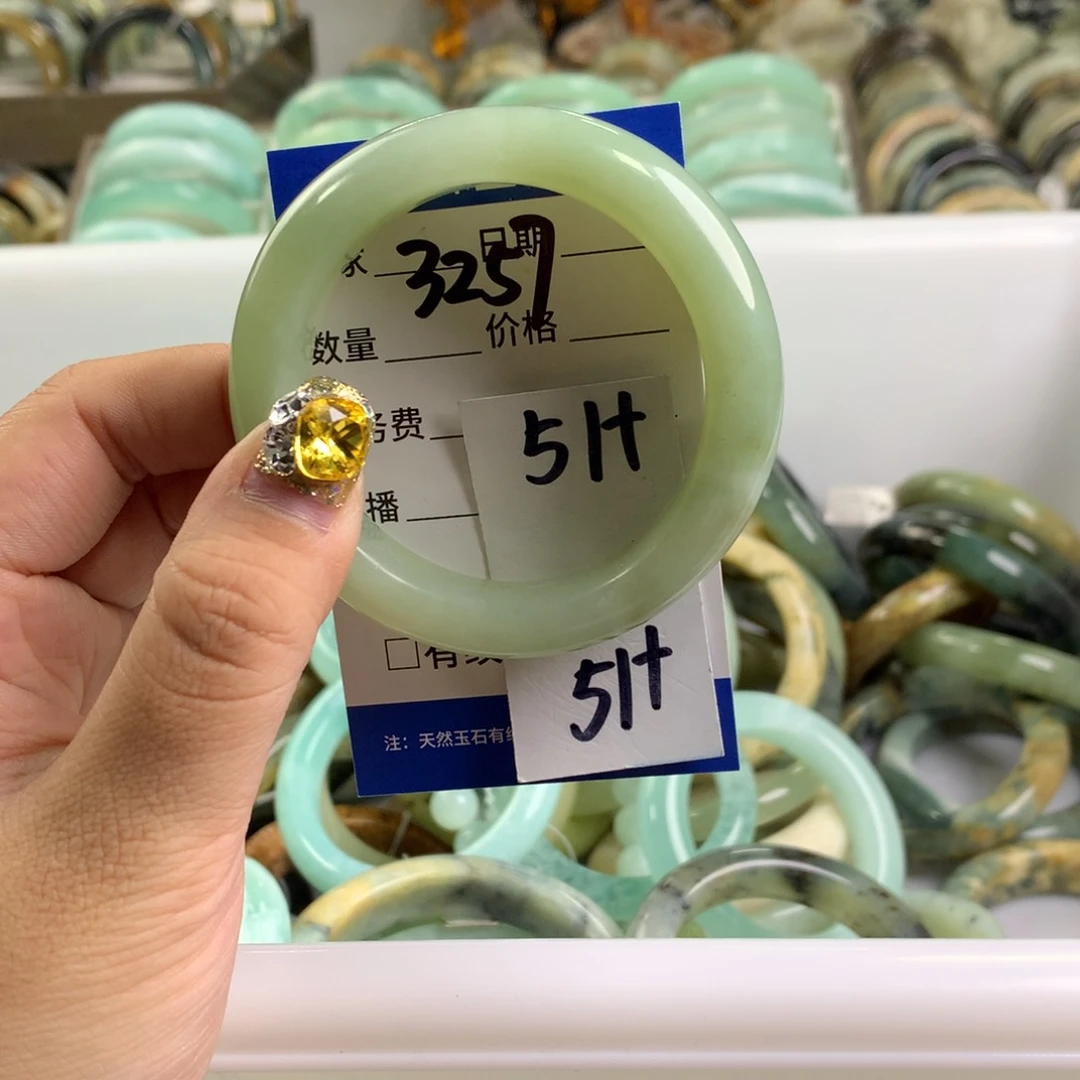 家 日期
3257
数量 价格
务费
51t
播
□有
51t
注：天然玉石有